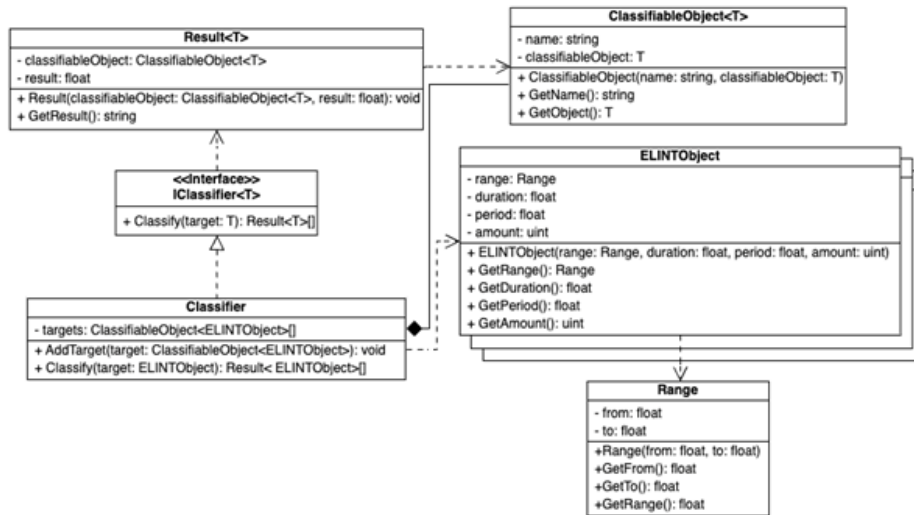 Result<T>
- classifiableObject: ClassifiableObject<T>
- result: float
+ Result(classifiableObject: ClassifiableObject<T>, result: float): void
+ GetResult(): string
ClassifiableObject<T>
- name: string
- classifiableObject: T
+ ClassifiableObject(name: string, classifiableObject: T)
+ GetName(): string
+ GetObject(): T
<<Interface>>
IClassifier<T>
+ Classify(target: T): Result<T>[]
ELINTObject
- range: Range
- duration: float
- period: float
- amount: uint
+ ELINTObject(range: Range, duration: float, period: float, amount: uint)
+ GetRange(): Range
+ GetDuration(): float
+ GetPeriod(): float
+ GetAmount(): uint
Classifier
- targets: ClassifiableObject<ELINTObject>[]
+ AddTarget(target: ClassifiableObject<ELINTObject>): void
+ Classify(target: ELINTObject): Result< ELINTObject>[]
Range
- from: float
- to: float
+Range(from: float, to: float)
+GetFrom(): float
+GetTo(): float
+GetRange(): float